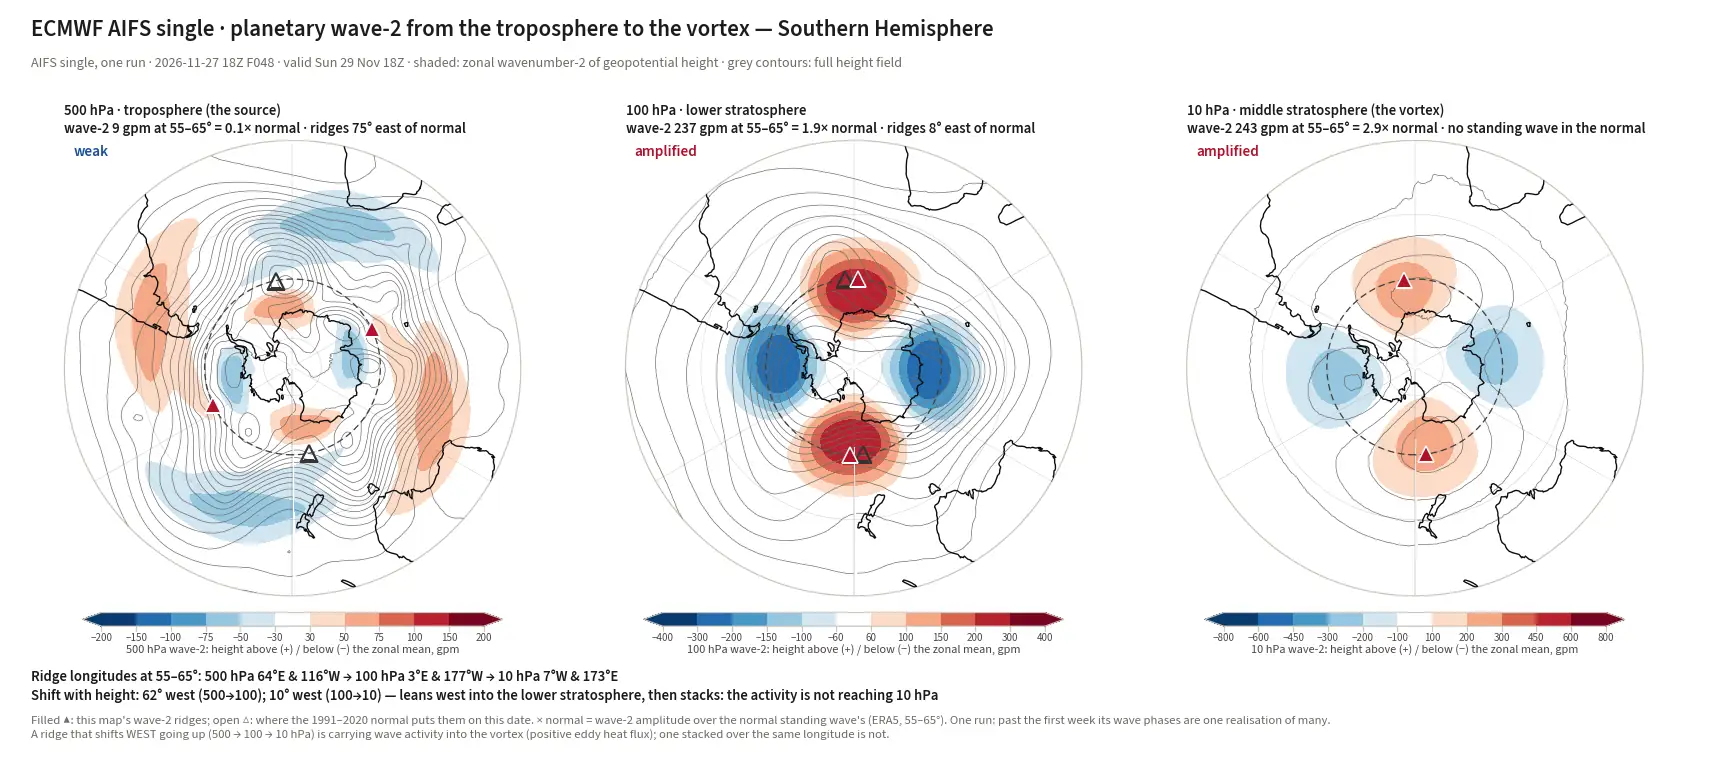 ECMWF AIFS single · planetary wave-2 from the troposphere to the vortex — Southern Hemisphere
AIFS single, one run · 2026-11-27 18Z F048 · valid Sun 29 Nov 18Z · shaded: zonal wavenumber-2 of geopotential height · grey contours: full height field
500 hPa · troposphere (the source)
wave-2 9 gpm at 55–65° = 0.1× normal · ridges 75° east of normal
weak
100 hPa · lower stratosphere
wave-2 237 gpm at 55–65° = 1.9× normal · ridges 8° east of normal
amplified
10 hPa · middle stratosphere (the vortex)
wave-2 243 gpm at 55–65° = 2.9× normal · no standing wave in the normal
amplified
−200 −150 −100 −75 −50 −30 30 50 75 100 150 200
500 hPa wave-2: height above (+) / below (−) the zonal mean, gpm
−400 −300 −200 −150 −100 −60 60 100 150 200 300 400
100 hPa wave-2: height above (+) / below (−) the zonal mean, gpm
−800 −600 −450 −300 −200 −100 100 200 300 450 600 800
10 hPa wave-2: height above (+) / below (−) the zonal mean, gpm
Ridge longitudes at 55–65°: 500 hPa 64°E & 116°W → 100 hPa 3°E & 177°W → 10 hPa 7°W & 173°E
Shift with height: 62° west (500→100); 10° west (100→10) — leans west into the lower stratosphere, then stacks: the activity is not reaching 10 hPa
Filled ▲: this map's wave-2 ridges; open △: where the 1991–2020 normal puts them on this date. × normal = wave-2 amplitude over the normal standing wave's (ERA5, 55–65°). One run: past the first week its wave phases are one realisation of many.
A ridge that shifts WEST going up (500 → 100 → 10 hPa) is carrying wave activity into the vortex (positive eddy heat flux); one stacked over the same longitude is not.